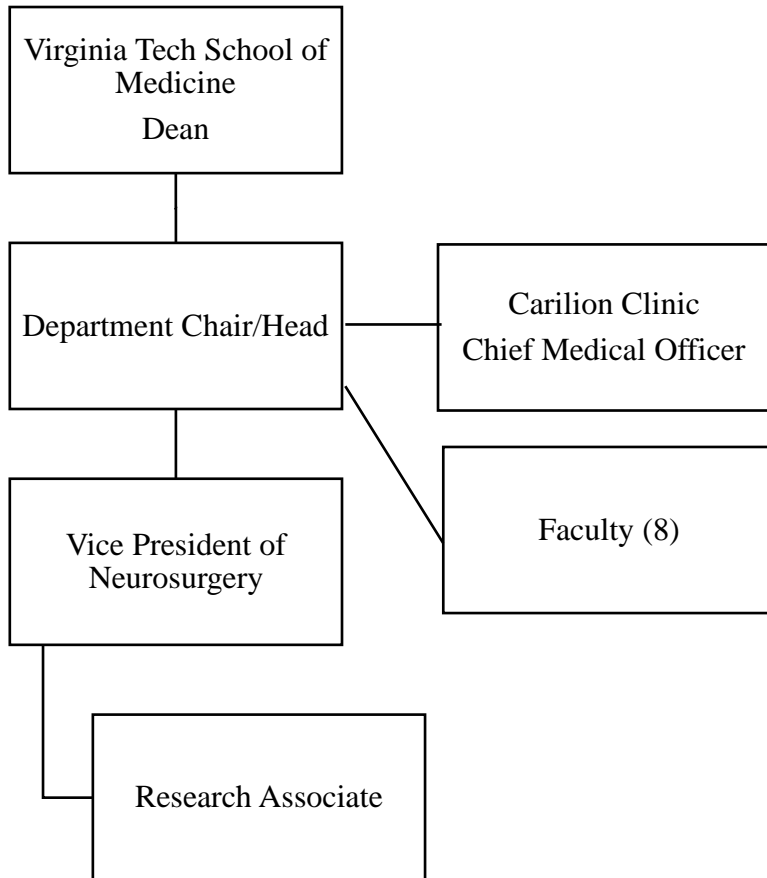 Virginia Tech School of
Medicine
Dean
Department Chair/Head
Carilion Clinic
Chief Medical Officer
Faculty (8)
Vice President of
Neurosurgery
Research Associate